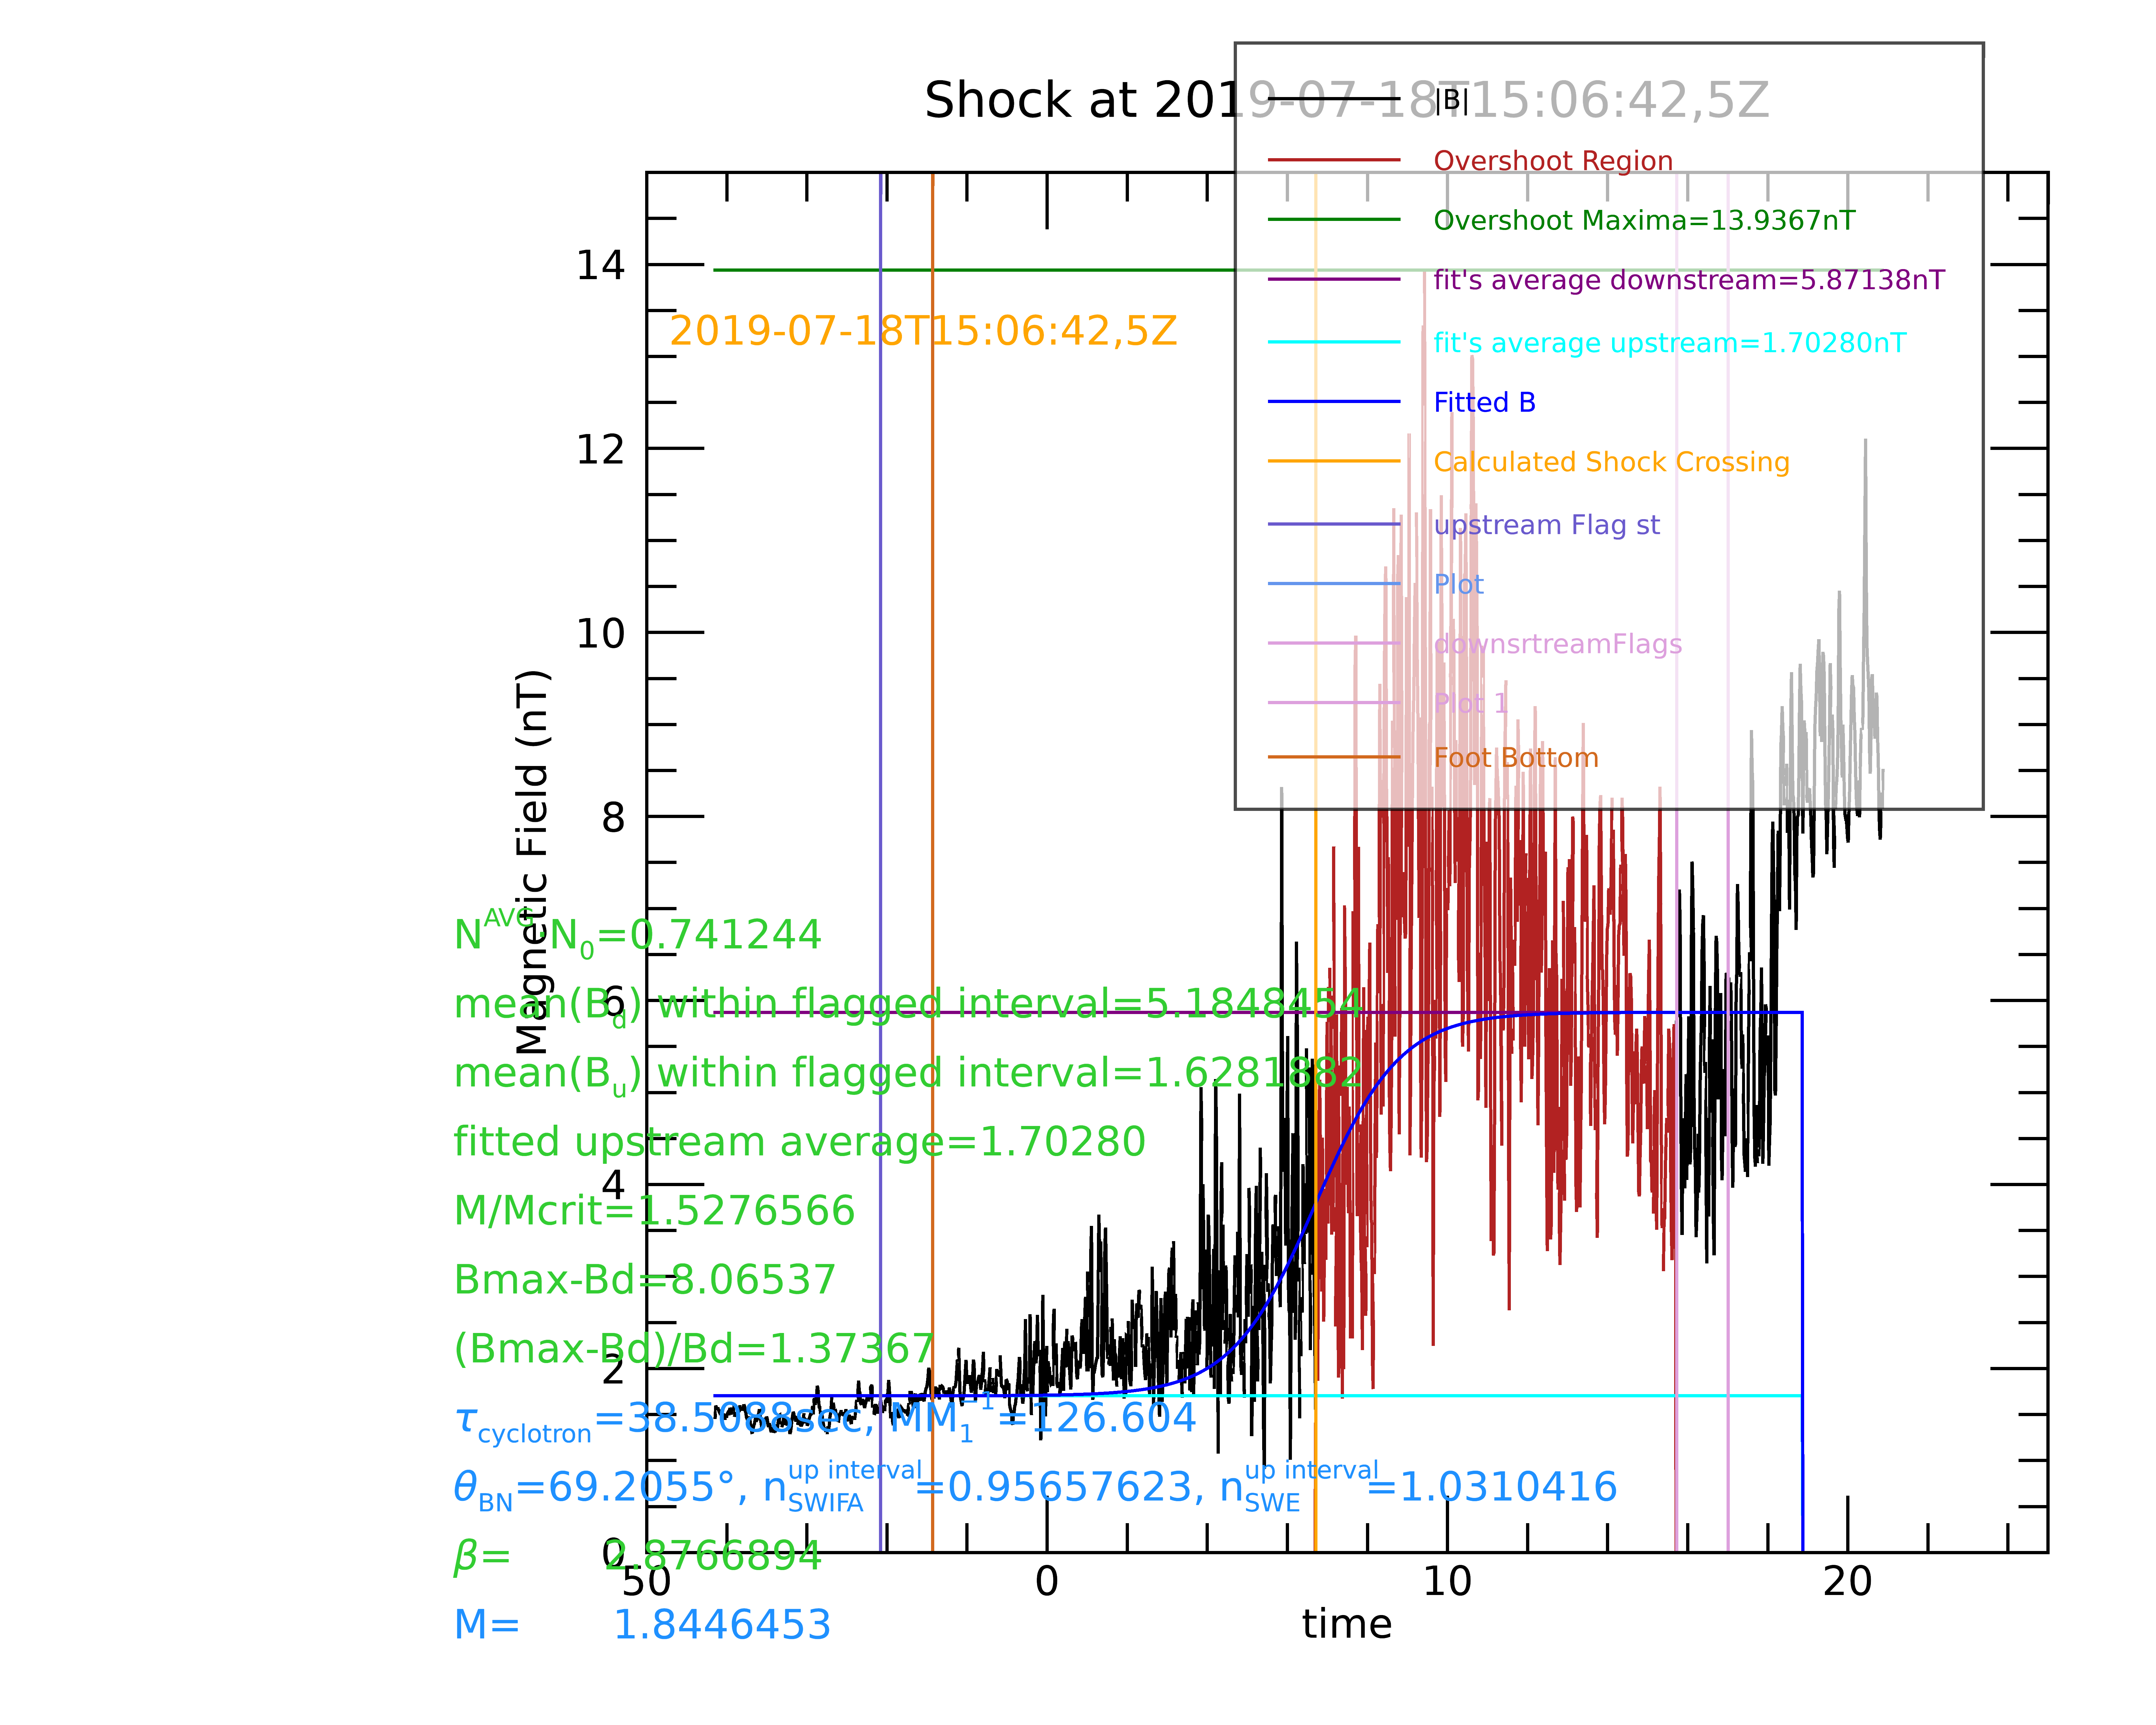 Shock at 2019-07-18T15:06:42,5Z
|B|
Overshoot Region
Overshoot Maxima=13.9367nT
fit's average downstream=5.87138nT
fit's average upstream=1.70280nT
Fitted B
Calculated Shock Crossing
upstream Flag st
Plot
downsrtreamFlags
Plot 1
Foot Bottom
2019-07-18T15:06:42,5Z
14
12
10
8
6
4
2
0
Magnetic Field (nT)
N^AVG·N_0=0.741244
mean(B_d) within flagged interval=5.1848454
mean(B_u) within flagged interval=1.6281882
fitted upstream average=1.70280
M/Mcrit=1.5276566
Bmax-Bd=8.06537
(Bmax-Bd)/Bd=1.37367
τ_cyclotron=38.5088sec, MM_1^-1=126.604
θ_BN=69.2055°, n_SWIFA^up interval=0.95657623, n_SWE^up interval=1.0310416
β= 2.8766894
M= 1.8446453
50 0 10 20
time